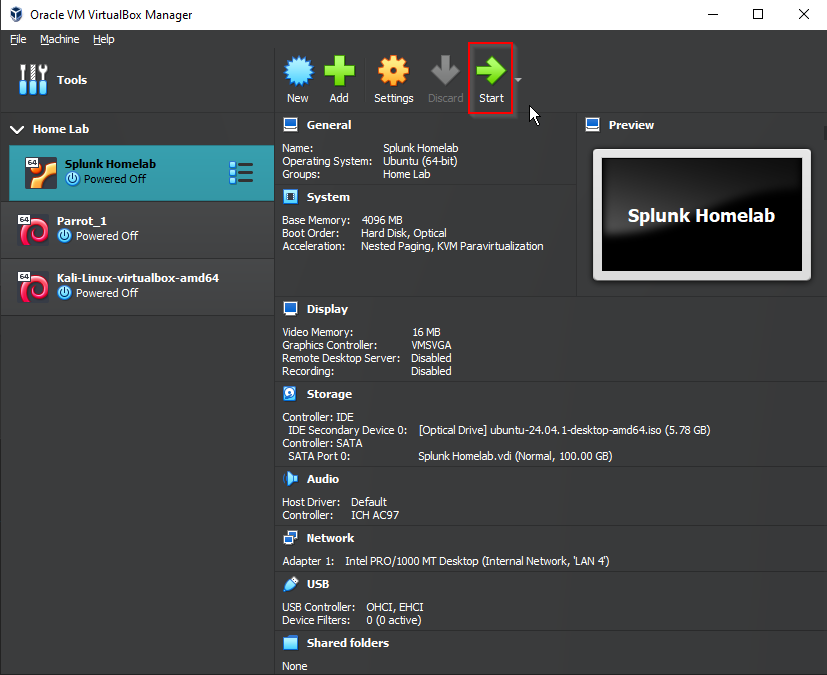 Oracle VM VirtualBox Manager
File Machine Help
Tools
New Add Settings Discard Start
Home Lab
64 Splunk Homelab
Powered Off
64 Parrot_1
Powered Off
64 Kali-Linux-virtualbox-amd64
Powered Off
General
Name: Splunk Homelab
Operating System: Ubuntu (64-bit)
Groups: Home Lab
Preview
Splunk Homelab
System
Base Memory: 4096 MB
Boot Order: Hard Disk, Optical
Acceleration: Nested Paging, KVM Paravirtualization
Display
Video Memory: 16 MB
Graphics Controller: VMSVGA
Remote Desktop Server: Disabled
Recording: Disabled
Storage
Controller: IDE
IDE Secondary Device 0: [Optical Drive] ubuntu-24.04.1-desktop-amd64.iso (5.78 GB)
Controller: SATA
SATA Port 0: Splunk Homelab.vdi (Normal, 100.00 GB)
Audio
Host Driver: Default
Controller: ICH AC97
Network
Adapter 1: Intel PRO/1000 MT Desktop (Internal Network, 'LAN 4')
USB
USB Controller: OHCI, EHCI
Device Filters: 0 (0 active)
Shared folders
None